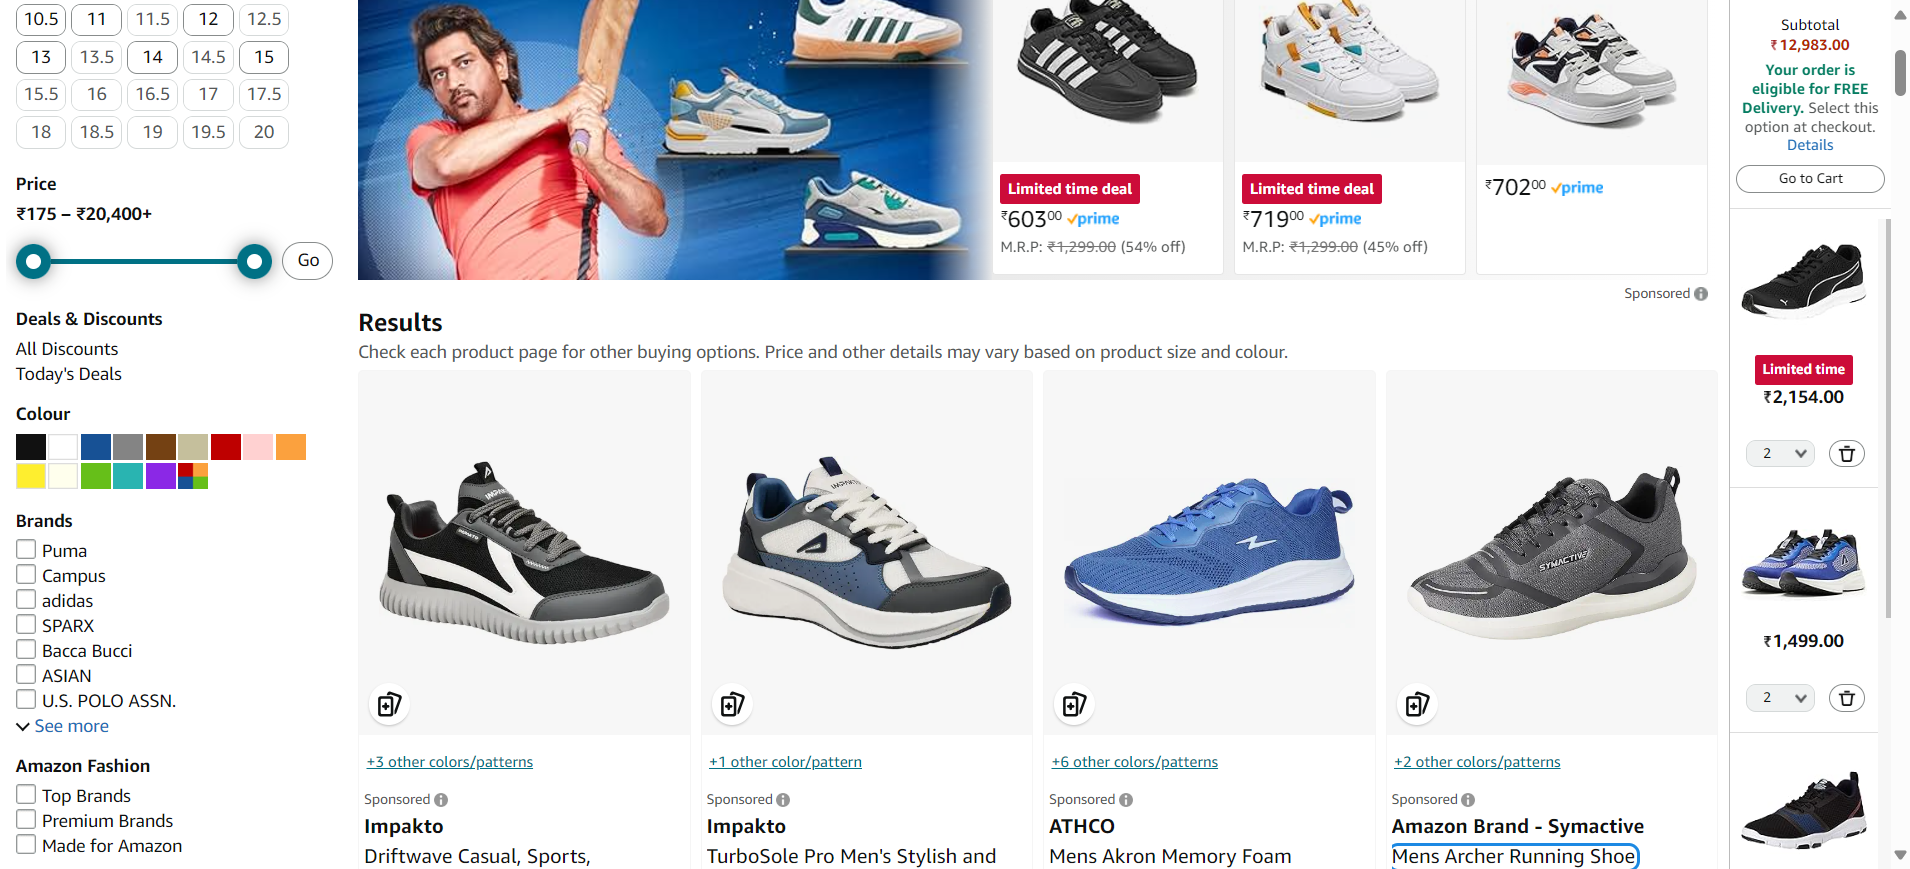 10.5 11 11.5 12 12.5
13 13.5 14 14.5 15
15.5 16 16.5 17 17.5
18 18.5 19 19.5 20
Price
₹175 – ₹20,400+
Go
Deals & Discounts
All Discounts
Today's Deals
Colour
Brands
Puma
Campus
adidas
SPARX
Bacca Bucci
ASIAN
U.S. POLO ASSN.
See more
Amazon Fashion
Top Brands
Premium Brands
Made for Amazon
Limited time deal
₹603.00 prime
M.R.P: ₹1,299.00 (54% off)
Limited time deal
₹719.00 prime
M.R.P: ₹1,299.00 (45% off)
₹702.00 prime
Sponsored
Results
Check each product page for other buying options. Price and other details may vary based on product size and colour.
IMPAKTO
+3 other colors/patterns
Sponsored
Impakto
Driftwave Casual, Sports,
IMPAKTO
+1 other color/pattern
Sponsored
Impakto
TurboSole Pro Men's Stylish and
+6 other colors/patterns
Sponsored
ATHCO
Mens Akron Memory Foam
SYMACTIVE
+2 other colors/patterns
Sponsored
Amazon Brand - Symactive
Mens Archer Running Shoe
Subtotal
₹12,983.00
Your order is
eligible for FREE
Delivery. Select this
option at checkout.
Details
Go to Cart
Limited time
₹2,154.00
2
₹1,499.00
2